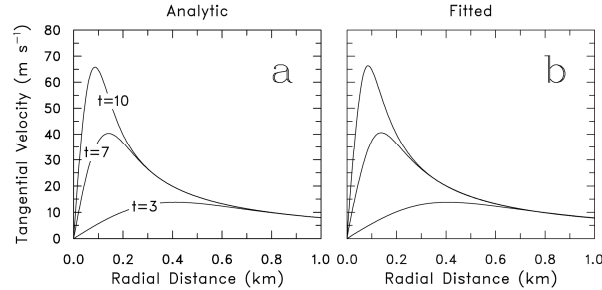 Analytic
Fitted
Tangential Velocity (m s⁻¹)
80
70
60
50
40
30
20
10
0
a
t=10
t=7
t=3
b
0.0 0.2 0.4 0.6 0.8 1.0
0.0 0.2 0.4 0.6 0.8 1.0
Radial Distance (km)
Radial Distance (km)